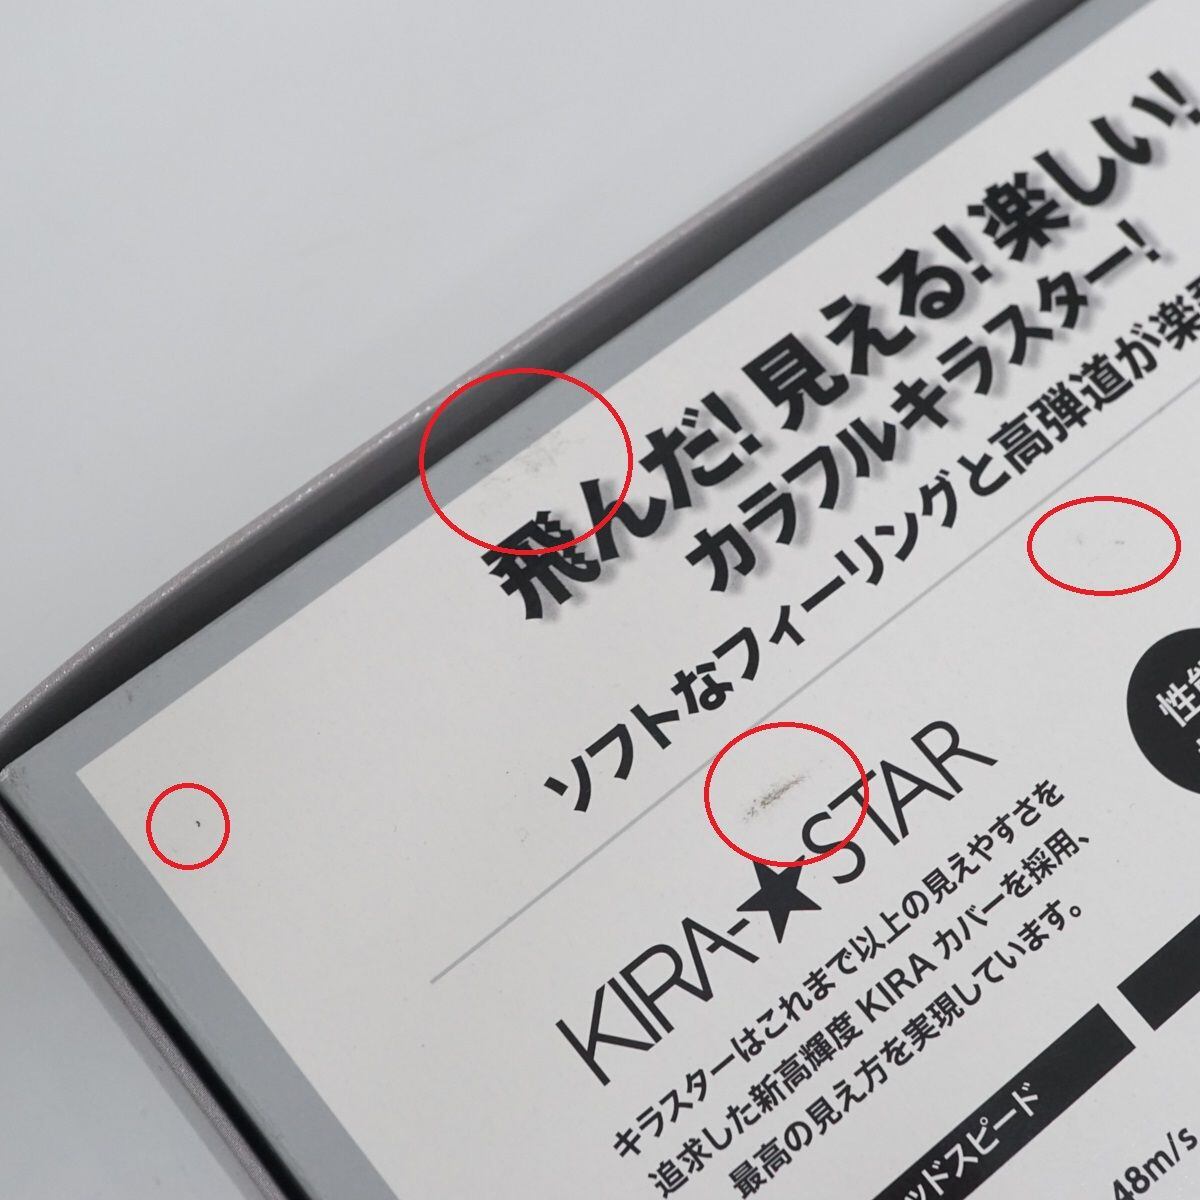 飛んだ!見える!楽しい!
カラフルキラスター!
ソフトなフィーリングと高弾道が楽
KIRA-★STAR
キラスターはこれまで以上の見えやすさを
追求した新高輝度 KIRA カバーを採用、
最高の見え方を実現しています。
性
ッドスピード
48m/s